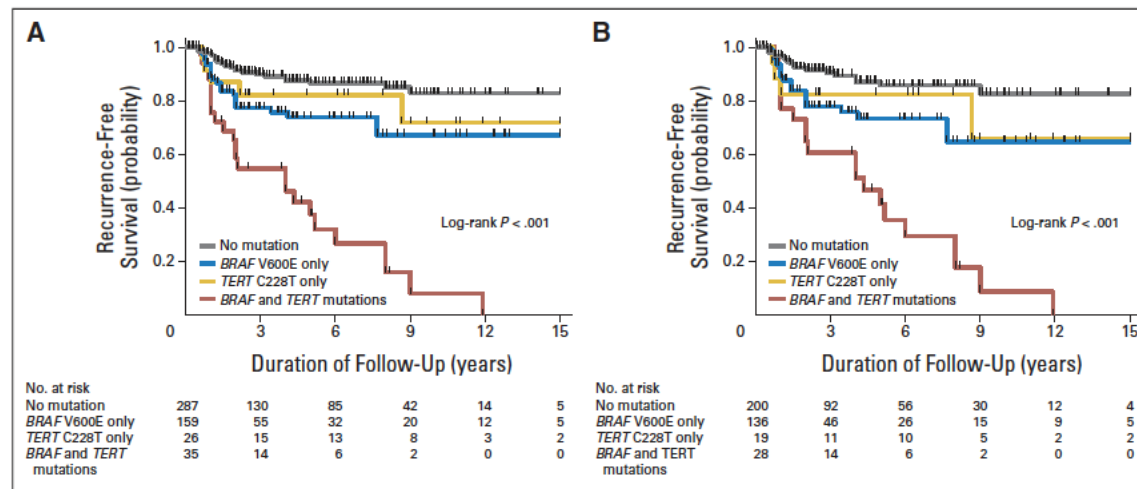 A
1.0
0.8
0.6
0.4
0.2
0
3
6
9
12
15
Recurrence-Free
Survival (probability)
Log-rank P < .001
No mutation
BRAF V600E only
TERT C228T only
BRAF and TERT mutations
Duration of Follow-Up (years)
No. at risk
No mutation 287 130 85 42 14 5
BRAF V600E only 159 55 32 20 12 5
TERT C228T only 26 15 13 8 3 2
BRAF and TERT 35 14 6 2 0 0
mutations
B
1.0
0.8
0.6
0.4
0.2
0
3
6
9
12
15
Recurrence-Free
Survival (probability)
Log-rank P < .001
No mutation
BRAF V600E only
TERT C228T only
BRAF and TERT mutations
Duration of Follow-Up (years)
No. at risk
No mutation 200 92 56 30 12 4
BRAF V600E only 136 46 26 15 9 5
TERT C228T only 19 11 10 5 2 2
BRAF and TERT 28 14 6 2 0 0
mutations